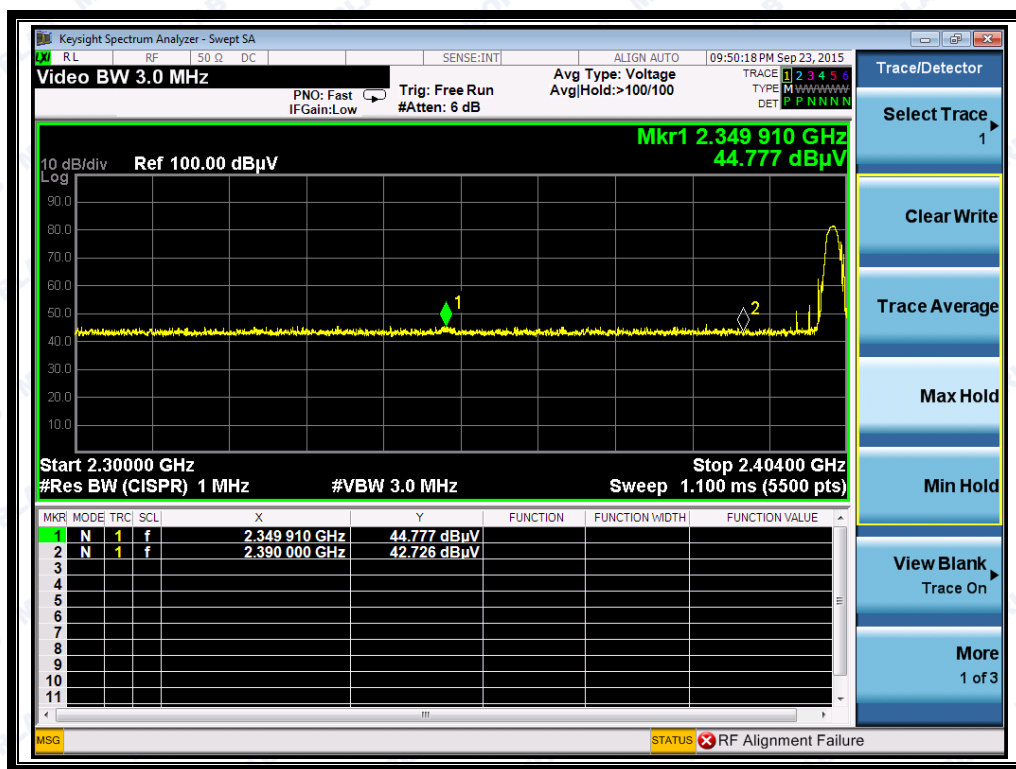 Keysight Spectrum Analyzer - Swept SA
LXI RL RF 50 Ω DC SENSE:INT ALIGN AUTO 09:50:18 PM Sep 23, 2015
Video BW 3.0 MHz
PNO: Fast
IFGain:Low
Trig: Free Run
#Atten: 6 dB
Avg Type: Voltage
Avg|Hold:>100/100
TRACE 1 2 3 4 5 6
TYPE M WWWWW
DET P P N N N N
Mkr1 2.349 910 GHz
44.777 dBµV
10 dB/div Ref 100.00 dBµV
Log
90.0
80.0
70.0
60.0
50.0
40.0
30.0
20.0
10.0
1
2
Start 2.30000 GHz
Stop 2.40400 GHz
#Res BW (CISPR) 1 MHz #VBW 3.0 MHz Sweep 1.100 ms (5500 pts)
MKR MODE TRC SCL X Y FUNCTION FUNCTION WIDTH FUNCTION VALUE
1 N 1 f 2.349 910 GHz 44.777 dBµV
2 N 1 f 2.390 000 GHz 42.726 dBµV
3
4
5
6
7
8
9
10
11
MSG
STATUS RF Alignment Failure
Trace/Detector
Select Trace
1
Clear Write
Trace Average
Max Hold
Min Hold
View Blank
Trace On
More
1 of 3